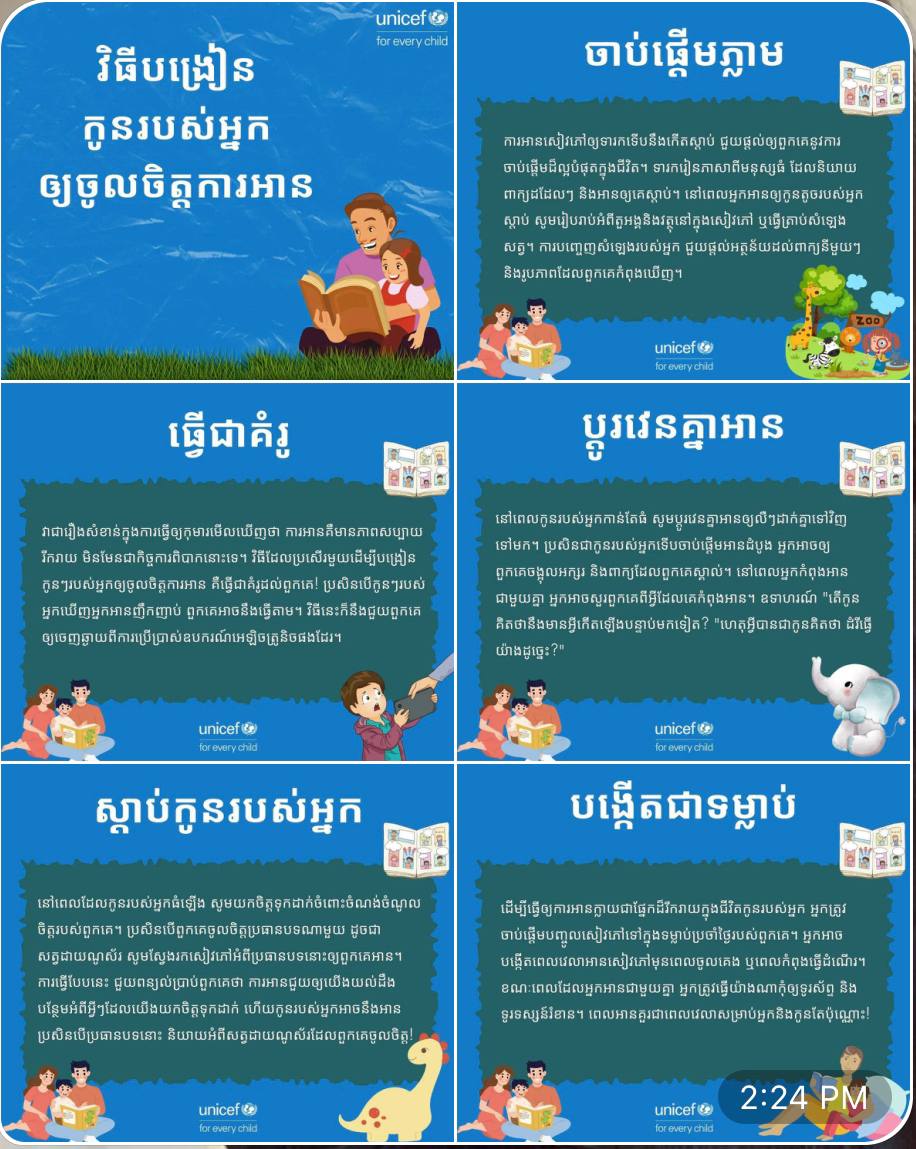 unicef
for every child
វិធីបង្រៀន
កូនរបស់អ្នក
ឲ្យចូលចិត្តការអាន
ចាប់ផ្តើមភ្លាម
ការអានសៀវភៅឲ្យទារកទើបនឹងកើតស្តាប់ ជួយផ្តល់ឲ្យពួកគេនូវការ
ចាប់ផ្តើមដ៏ល្អបំផុតក្នុងជីវិត។ ទារករៀនភាសាពីមនុស្សធំ ដែលនិយាយ
ពាក្យដដែលៗ និងអានឲ្យគេស្តាប់។ នៅពេលអ្នកអានឲ្យកូនតូចរបស់អ្នក
ស្តាប់ សូមរៀបរាប់អំពីតួអង្គនិងវត្ថុនៅក្នុងសៀវភៅ ឬធ្វើត្រាប់សំឡេង
សត្វ។ ការបញ្ចេញសំឡេងរបស់អ្នក ជួយផ្តល់អត្ថន័យដល់ពាក្យនីមួយៗ
និងរូបភាពដែលពួកគេកំពុងឃើញ។
ZOO
unicef
for every child
ធ្វើជាគំរូ
វាជារឿងសំខាន់ក្នុងការធ្វើឲ្យកុមារមើលឃើញថា ការអានគឺមានភាពសប្បាយ
រីករាយ មិនមែនជាកិច្ចការពិបាកនោះទេ។ វិធីដែលប្រសើរមួយដើម្បីបង្រៀន
កូនៗរបស់អ្នកឲ្យចូលចិត្តការអាន គឺធ្វើជាគំរូដល់ពួកគេ! ប្រសិនបើកូនៗរបស់
អ្នកឃើញអ្នកអានញឹកញាប់ ពួកគេអាចនឹងធ្វើតាម។ វិធីនេះក៏នឹងជួយពួកគេ
ឲ្យចេញឆ្ងាយពីការប្រើប្រាស់ឧបករណ៍អេឡិចត្រូនិចផងដែរ។
unicef
for every child
ប្តូរវេនគ្នាអាន
នៅពេលកូនរបស់អ្នកកាន់តែធំ សូមប្តូរវេនគ្នាអានឲ្យលឺៗដាក់គ្នាទៅវិញ
ទៅមក។ ប្រសិនជាកូនរបស់អ្នកទើបចាប់ផ្តើមអានដំបូង អ្នកអាចឲ្យ
ពួកគេចង្អុលអក្សរ និងពាក្យដែលពួកគេស្គាល់។ នៅពេលអ្នកកំពុងអាន
ជាមួយគ្នា អ្នកអាចសួរពួកគេពីអ្វីដែលគេកំពុងអាន។ ឧទាហរណ៍ "តើកូន
គិតថានឹងមានអ្វីកើតឡើងបន្ទាប់មកទៀត? "ហេតុអ្វីបានជាកូនគិតថា ដំរីធ្វើ
យ៉ាងដូច្នេះ?"
unicef
for every child
ស្តាប់កូនរបស់អ្នក
នៅពេលដែលកូនរបស់អ្នកធំឡើង សូមយកចិត្តទុកដាក់ចំពោះចំណង់ចំណូល
ចិត្តរបស់ពួកគេ។ ប្រសិនបើពួកគេចូលចិត្តប្រធានបទណាមួយ ដូចជា
សត្វដាយណូស័រ សូមស្វែងរកសៀវភៅអំពីប្រធានបទនោះឲ្យពួកគេអាន។
ការធ្វើបែបនេះ ជួយពន្យល់ប្រាប់ពួកគេថា ការអានជួយឲ្យយើងយល់ដឹង
បន្ថែមអំពីអ្វីៗដែលយើងយកចិត្តទុកដាក់ ហើយកូនរបស់អ្នកអាចនឹងអាន
ប្រសិនបើប្រធានបទនោះ និយាយអំពីសត្វដាយណូស័រដែលពួកគេចូលចិត្ត!
unicef
for every child
បង្កើតជាទម្លាប់
ដើម្បីធ្វើឲ្យការអានក្លាយជាផ្នែកដ៏រីករាយក្នុងជីវិតកូនរបស់អ្នក អ្នកត្រូវ
ចាប់ផ្តើមបញ្ចូលសៀវភៅទៅក្នុងទម្លាប់ប្រចាំថ្ងៃរបស់ពួកគេ។ អ្នកអាច
បង្កើតពេលវេលាអានសៀវភៅមុនពេលចូលគេង ឬពេលកំពុងធ្វើដំណើរ។
ខណៈពេលដែលអ្នកអានជាមួយគ្នា អ្នកត្រូវធ្វើយ៉ាងណាកុំឲ្យទូរស័ព្ទ និង
ទូរទស្សន៍រំខាន។ ពេលអានគួរជាពេលវេលាសម្រាប់អ្នកនិងកូនតែប៉ុណ្ណោះ!
unicef
for every child
2:24 PM